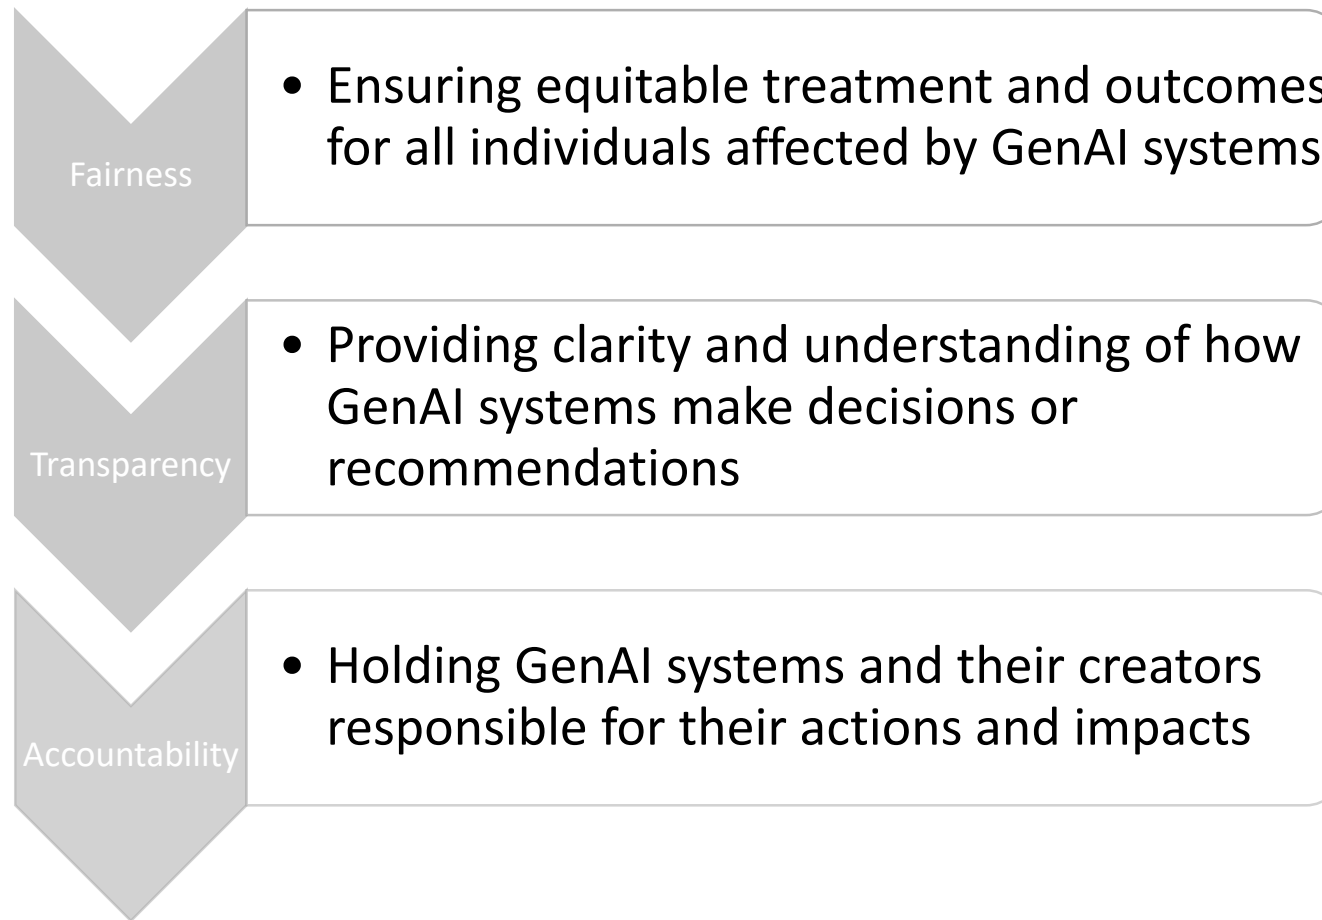 Fairness
• Ensuring equitable treatment and outcomes
for all individuals affected by GenAI systems
Transparency
• Providing clarity and understanding of how
GenAI systems make decisions or
recommendations
Accountability
• Holding GenAI systems and their creators
responsible for their actions and impacts